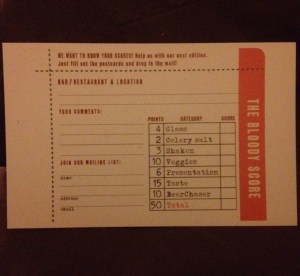 WE WANT TO KNOW YOUR SCORES! Help us with our next edition.
Just fill out the postcards and drop in the mail!
BAR/RESTAURANT & LOCATION
YOUR COMMENTS:
POINTS CATEGORY SCORE
4 Glass
2 Celery Salt
3 Shaken
10 Veggies
6 Presentation
15 Taste
10 BeerChaser
50 Total
JOIN OUR MAILING LIST:
NAME
ADDRESS
EMAIL
THE BLOODY SCORE